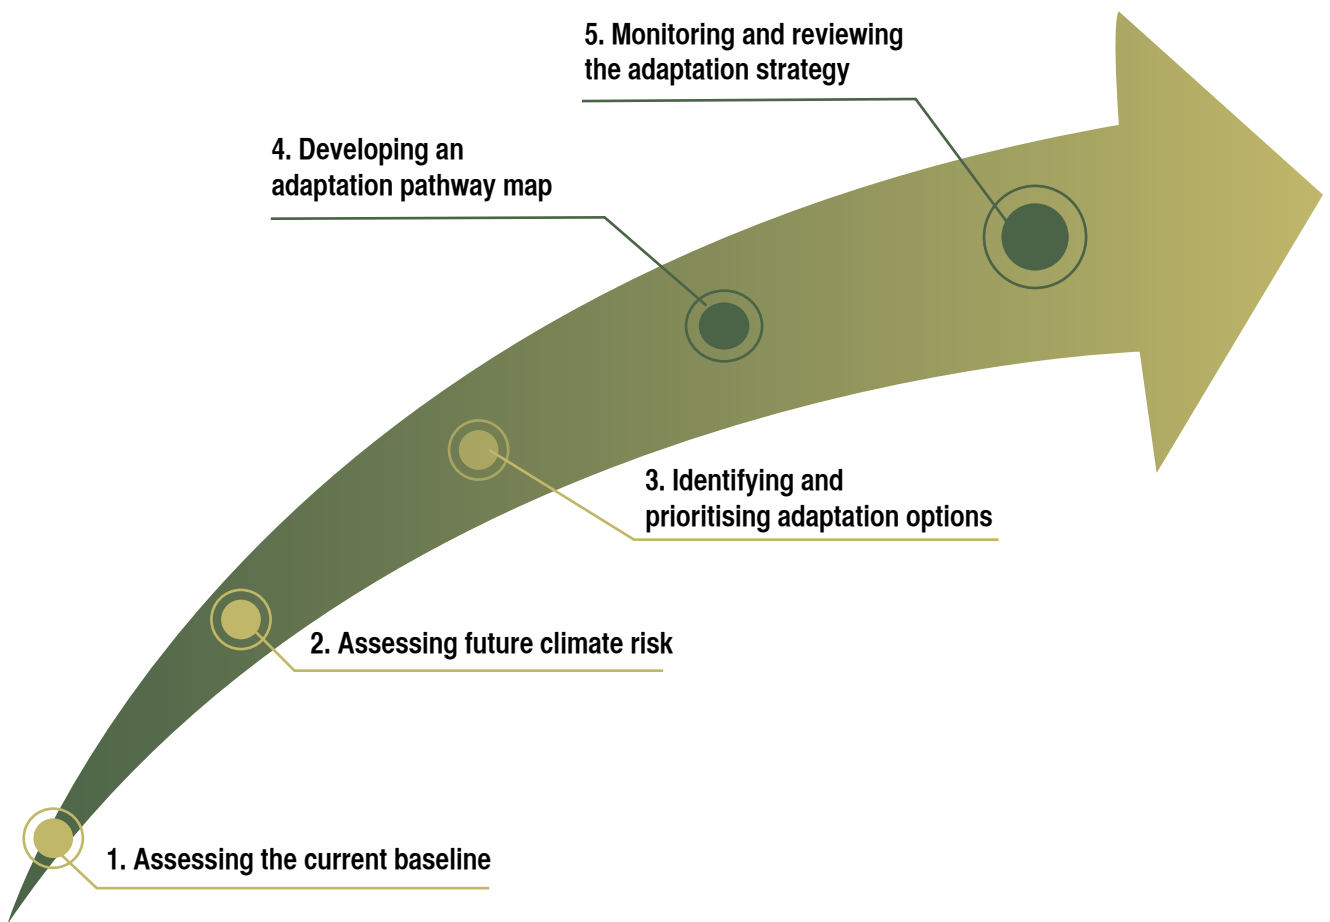 5. Monitoring and reviewing
the adaptation strategy
4. Developing an
adaptation pathway map
3. Identifying and
prioritising adaptation options
2. Assessing future climate risk
1. Assessing the current baseline